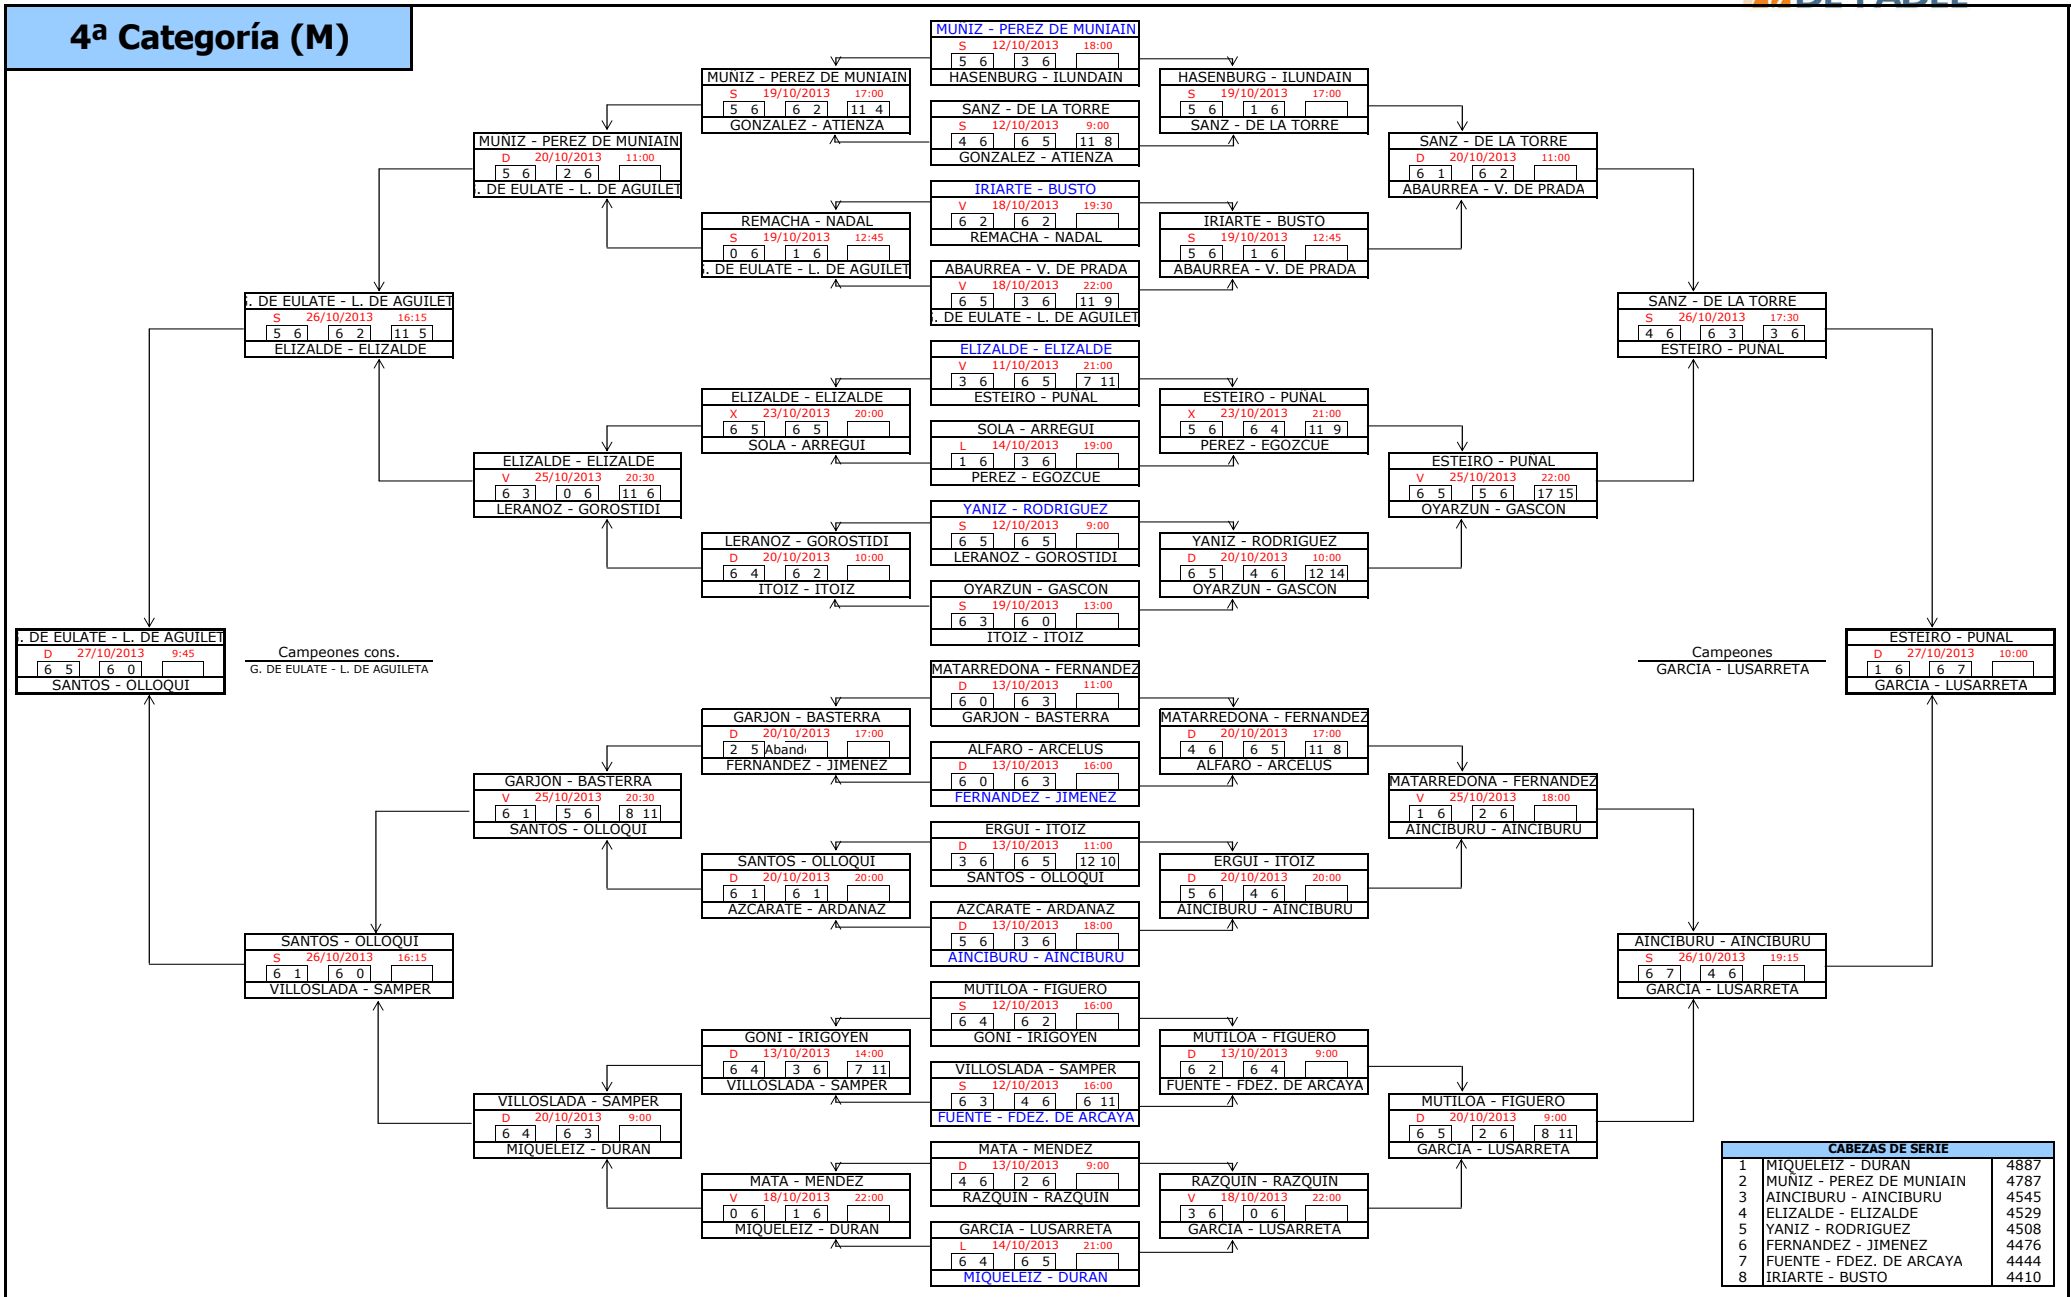 DE PADEL
4ª Categoría (M)
MUÑIZ - PEREZ DE MUNIAIN
S 12/10/2013 18:00
5 6 3 6
HASENBURG - ILUNDAIN
SANZ - DE LA TORRE
S 12/10/2013 9:00
4 6 6 5 11 8
GONZALEZ - ATIENZA
IRIARTE - BUSTO
V 18/10/2013 19:30
6 2 6 2
REMACHA - NADAL
ABAURREA - V. DE PRADA
V 18/10/2013 22:00
6 5 3 6 11 9
. DE EULATE - L. DE AGUILET
ELIZALDE - ELIZALDE
V 11/10/2013 21:00
3 6 6 5 7 11
ESTEIRO - PUÑAL
SOLA - ARREGUI
L 14/10/2013 19:00
1 6 3 6
PEREZ - EGOZCUE
YANIZ - RODRIGUEZ
S 12/10/2013 9:00
6 5 6 5
LERANOZ - GOROSTIDI
OYARZUN - GASCON
S 19/10/2013 13:00
6 3 6 0
ITOIZ - ITOIZ
MATARREDONA - FERNANDEZ
D 13/10/2013 11:00
6 0 6 3
GARJON - BASTERRA
ALFARO - ARCELUS
D 13/10/2013 16:00
6 0 6 3
FERNANDEZ - JIMENEZ
ERGUI - ITOIZ
D 13/10/2013 11:00
3 6 6 5 12 10
SANTOS - OLLOQUI
AZCARATE - ARDANAZ
D 13/10/2013 18:00
5 6 3 6
AINCIBURU - AINCIBURU
MUTILOA - FIGUERO
S 12/10/2013 16:00
6 4 6 2
GOÑI - IRIGOYEN
VILLOSLADA - SAMPER
S 12/10/2013 16:00
6 3 4 6 6 11
FUENTE - FDEZ. DE ARCAYA
MATA - MENDEZ
D 13/10/2013 9:00
4 6 2 6
RAZQUIN - RAZQUIN
GARCIA - LUSARRETA
L 14/10/2013 21:00
6 4 6 5
MIQUELEIZ - DURAN
MUÑIZ - PEREZ DE MUNIAIN
S 19/10/2013 17:00
5 6 6 2 11 4
GONZALEZ - ATIENZA
REMACHA - NADAL
S 19/10/2013 12:45
0 6 1 6
. DE EULATE - L. DE AGUILET
ELIZALDE - ELIZALDE
X 23/10/2013 20:00
6 5 6 5
SOLA - ARREGUI
LERANOZ - GOROSTIDI
D 20/10/2013 10:00
6 4 6 2
ITOIZ - ITOIZ
GARJON - BASTERRA
D 20/10/2013 17:00
2 5 Aband
FERNANDEZ - JIMENEZ
SANTOS - OLLOQUI
D 20/10/2013 20:00
6 1 6 1
AZCARATE - ARDANAZ
GOÑI - IRIGOYEN
D 13/10/2013 14:00
6 4 3 6 7 11
VILLOSLADA - SAMPER
MATA - MENDEZ
V 18/10/2013 22:00
0 6 1 6
MIQUELEIZ - DURAN
MUÑIZ - PEREZ DE MUNIAIN
D 20/10/2013 11:00
5 6 2 6
. DE EULATE - L. DE AGUILET
ELIZALDE - ELIZALDE
V 25/10/2013 20:30
6 3 0 6 11 6
LERANOZ - GOROSTIDI
GARJON - BASTERRA
V 25/10/2013 20:30
6 1 5 6 8 11
SANTOS - OLLOQUI
VILLOSLADA - SAMPER
D 20/10/2013 9:00
6 4 6 3
MIQUELEIZ - DURAN
. DE EULATE - L. DE AGUILET
S 26/10/2013 16:15
5 6 6 2 11 5
ELIZALDE - ELIZALDE
SANTOS - OLLOQUI
S 26/10/2013 16:15
6 1 6 0
VILLOSLADA - SAMPER
. DE EULATE - L. DE AGUILET
D 27/10/2013 9:45
6 5 6 0
SANTOS - OLLOQUI
Campeones cons.
G. DE EULATE - L. DE AGUILETA
HASENBURG - ILUNDAIN
S 19/10/2013 17:00
5 6 1 6
SANZ - DE LA TORRE
IRIARTE - BUSTO
S 19/10/2013 12:45
5 6 1 6
ABAURREA - V. DE PRADA
ESTEIRO - PUÑAL
X 23/10/2013 21:00
5 6 6 4 11 9
PEREZ - EGOZCUE
YANIZ - RODRIGUEZ
D 20/10/2013 10:00
6 5 4 6 12 14
OYARZUN - GASCON
MATARREDONA - FERNANDEZ
D 20/10/2013 17:00
4 6 6 5 11 8
ALFARO - ARCELUS
ERGUI - ITOIZ
D 20/10/2013 20:00
5 6 4 6
AINCIBURU - AINCIBURU
MUTILOA - FIGUERO
D 13/10/2013 9:00
6 2 6 4
FUENTE - FDEZ. DE ARCAYA
RAZQUIN - RAZQUIN
V 18/10/2013 22:00
3 6 0 6
GARCIA - LUSARRETA
SANZ - DE LA TORRE
D 20/10/2013 11:00
6 1 6 2
ABAURREA - V. DE PRADA
ESTEIRO - PUÑAL
V 25/10/2013 22:00
6 5 5 6 17 15
OYARZUN - GASCON
MATARREDONA - FERNANDEZ
V 25/10/2013 18:00
1 6 2 6
AINCIBURU - AINCIBURU
MUTILOA - FIGUERO
D 20/10/2013 9:00
6 5 2 6 8 11
GARCIA - LUSARRETA
SANZ - DE LA TORRE
S 26/10/2013 17:30
4 6 6 3 3 6
ESTEIRO - PUÑAL
AINCIBURU - AINCIBURU
S 26/10/2013 19:15
6 7 4 6
GARCIA - LUSARRETA
Campeones
GARCIA - LUSARRETA
ESTEIRO - PUÑAL
D 27/10/2013 10:00
1 6 6 7
GARCIA - LUSARRETA
CABEZAS DE SERIE
1 MIQUELEIZ - DURAN 4887
2 MUÑIZ - PEREZ DE MUNIAIN 4787
3 AINCIBURU - AINCIBURU 4545
4 ELIZALDE - ELIZALDE 4529
5 YANIZ - RODRIGUEZ 4508
6 FERNANDEZ - JIMENEZ 4476
7 FUENTE - FDEZ. DE ARCAYA 4444
8 IRIARTE - BUSTO 4410